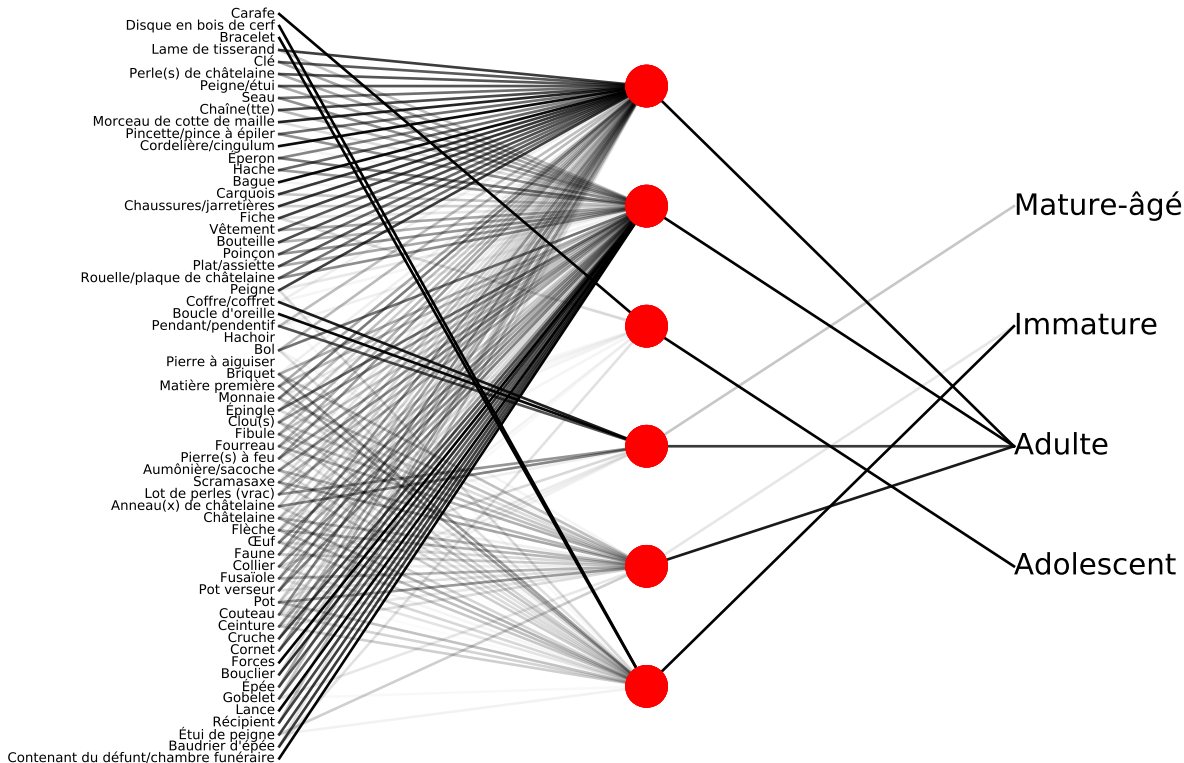 Carafe
Disque en bois de cerf
Bracelet
Lame de tisserand
Clé
Perle(s) de châtelaine
Peigne/étui
Seau
Chaîne(tte)
Morceau de cotte de maille
Pincette/pince à épiler
Cordelière/cingulum
Éperon
Hache
Bague
Carquois
Chaussures/jarretières
Fiche
Vêtement
Bouteille
Poinçon
Plat/assiette
Rouelle/plaque de châtelaine
Peigne
Coffre/coffret
Boucle d'oreille
Pendant/pendentif
Hachoir
Bol
Pierre à aiguiser
Briquet
Matière première
Monnaie
Épingle
Clou(s)
Fibule
Fourreau
Pierre(s) à feu
Aumônière/sacoche
Scramasaxe
Lot de perles (vrac)
Anneau(x) de châtelaine
Châtelaine
Flèche
Œuf
Faune
Collier
Fusaïole
Pot verseur
Pot
Couteau
Ceinture
Cruche
Cornet
Forces
Bouclier
Épée
Gobelet
Lance
Récipient
Étui de peigne
Baudrier d'épée
Contenant du défunt/chambre funéraire
Mature-âgé
Immature
Adulte
Adolescent